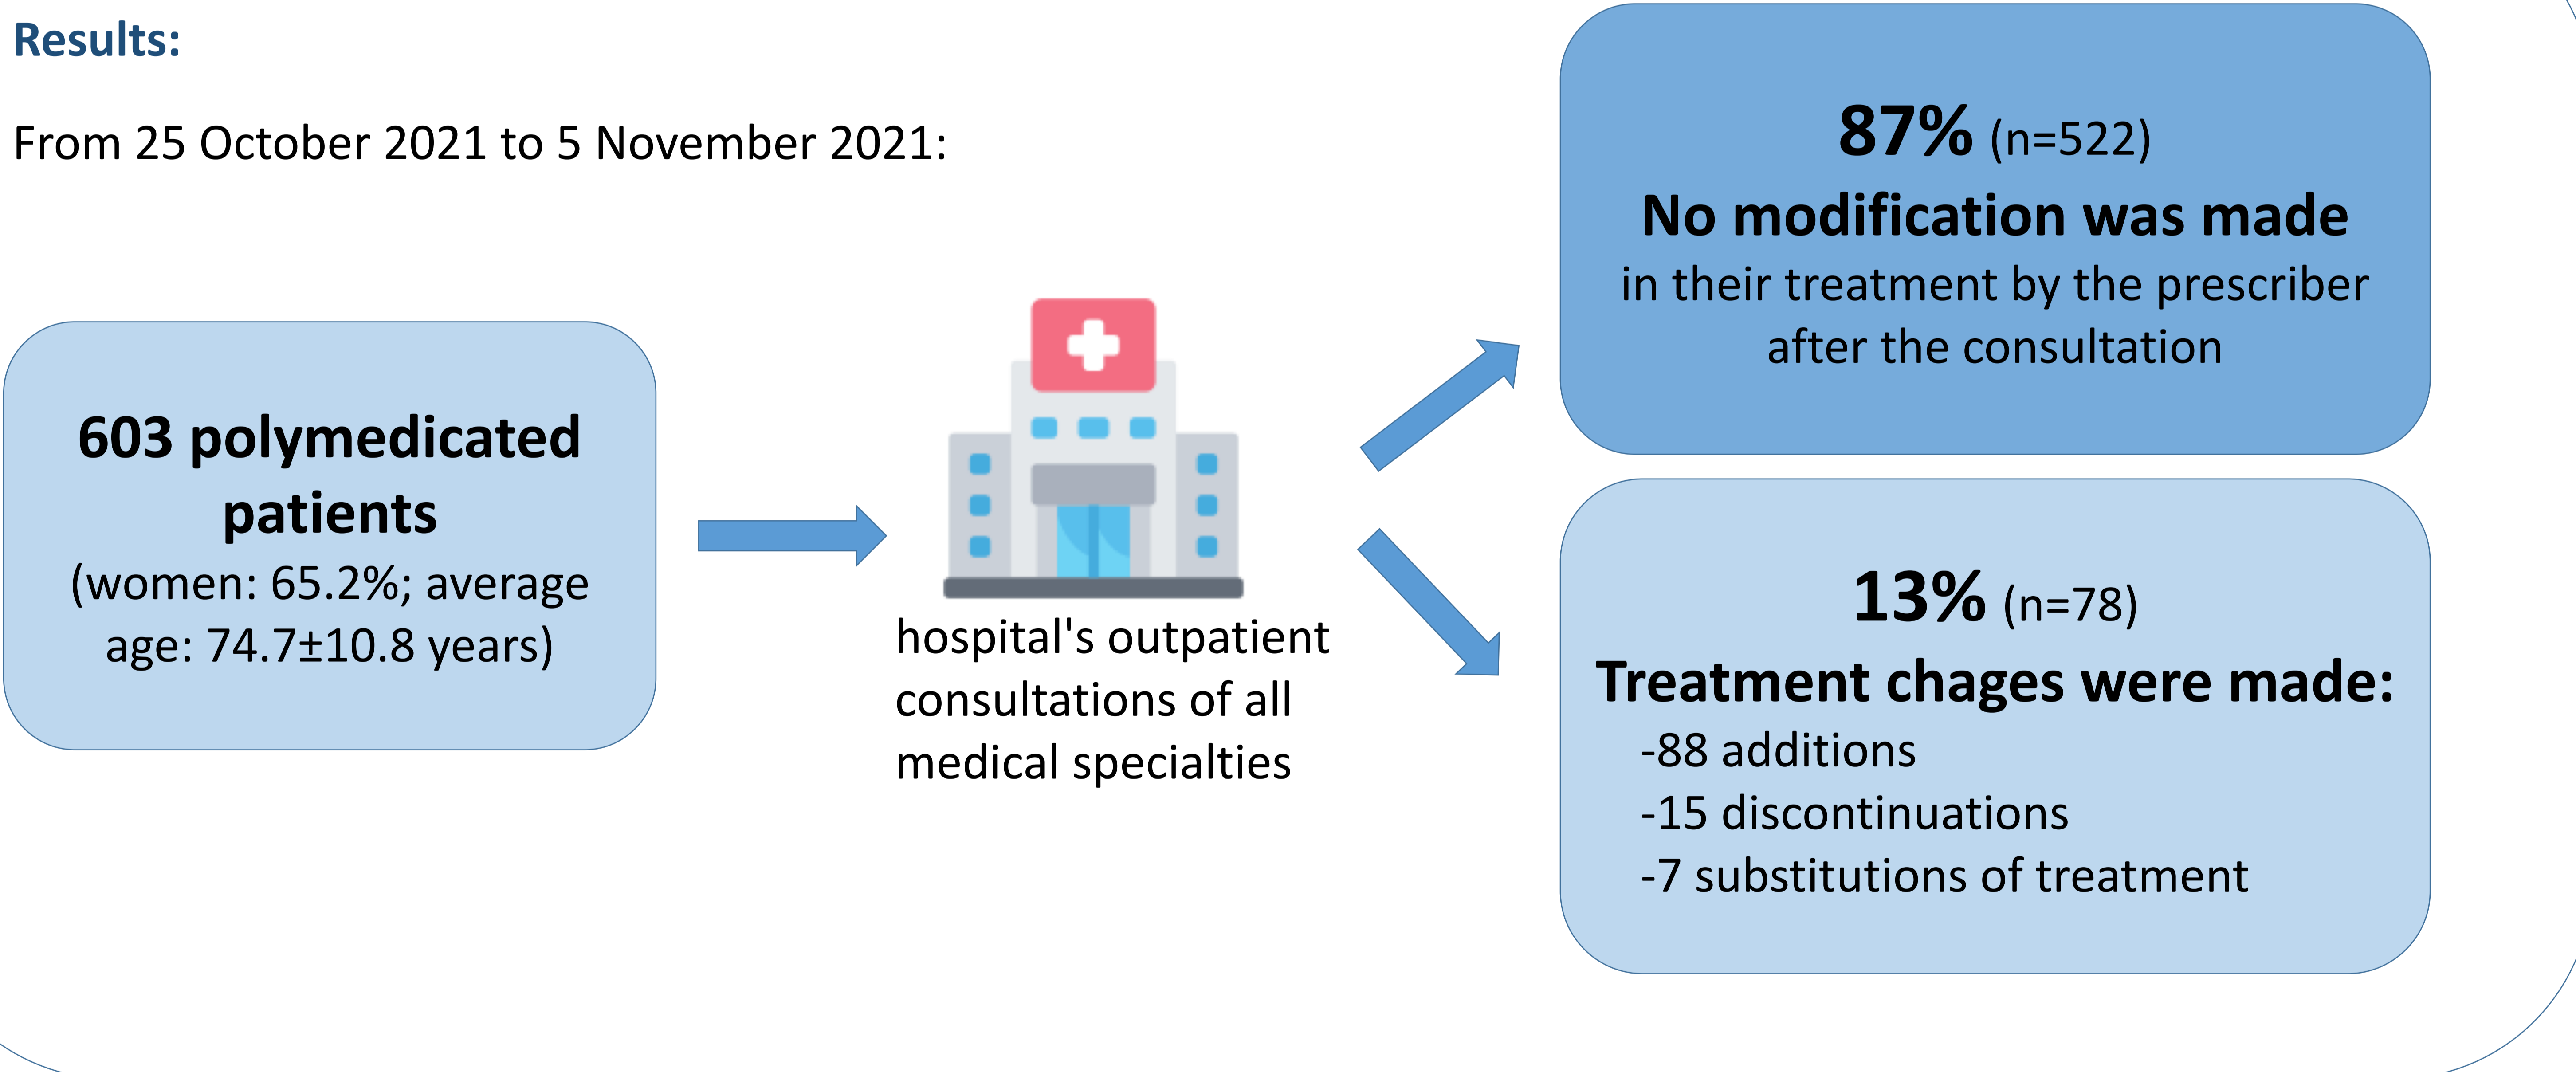 Results:
From 25 October 2021 to 5 November 2021:
603 polymedicated
patients
(women: 65.2%; average
age: 74.7±10.8 years)
hospital's outpatient
consultations of all
medical specialties
87% (n=522)
No modification was made
in their treatment by the prescriber
after the consultation
13% (n=78)
Treatment chages were made:
-88 additions
-15 discontinuations
-7 substitutions of treatment